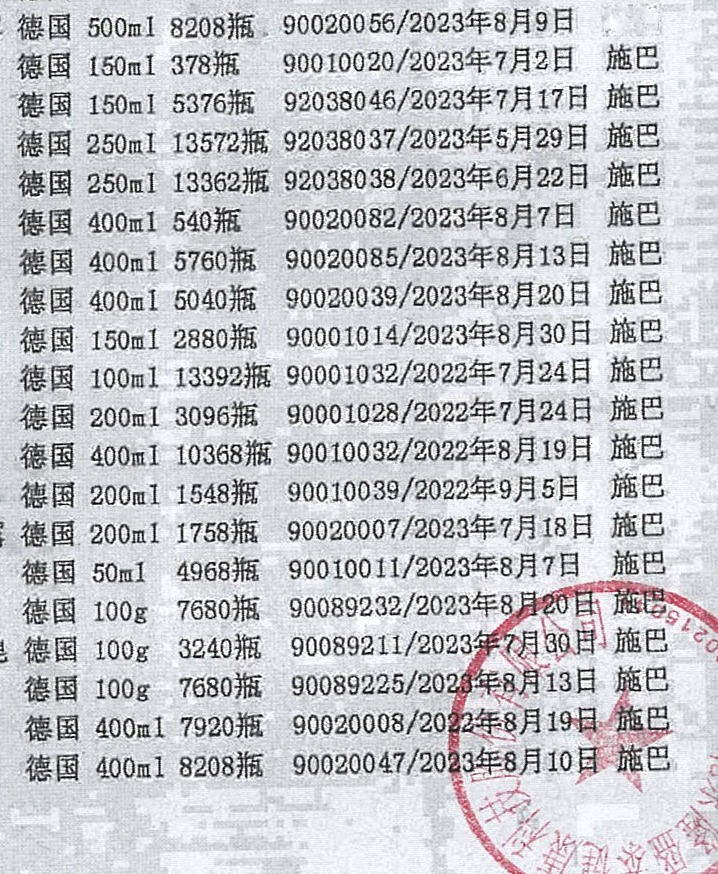 德国 500ml 8208瓶 90020056/2023年8月9日
德国 150ml 378瓶 90010020/2023年7月2日 施巴
德国 150ml 5376瓶 92038046/2023年7月17日 施巴
德国 250ml 13572瓶 92038037/2023年5月29日 施巴
德国 250ml 13362瓶 92038038/2023年6月22日 施巴
德国 400ml 540瓶 90020082/2023年8月7日 施巴
德国 400ml 5760瓶 90020085/2023年8月13日 施巴
德国 400ml 5040瓶 90020039/2023年8月20日 施巴
德国 150ml 2880瓶 90001014/2023年8月30日 施巴
德国 100ml 13392瓶 90001032/2022年7月24日 施巴
德国 200ml 3096瓶 90001028/2022年7月24日 施巴
德国 400ml 10368瓶 90010032/2022年8月19日 施巴
德国 200ml 1548瓶 90010039/2022年9月5日 施巴
德国 200ml 1758瓶 90020007/2023年7月18日 施巴
德国 50ml 4968瓶 90010011/2023年8月7日 施巴
德国 100g 7680瓶 90089232/2023年8月20日 施巴
德国 100g 3240瓶 90089211/2023年7月30日 施巴
德国 100g 7680瓶 90089225/2023年8月13日 施巴
德国 400ml 7920瓶 90020008/2022年8月19日 施巴
德国 400ml 8208瓶 90020047/2023年8月10日 施巴
健康科技股份有限公司